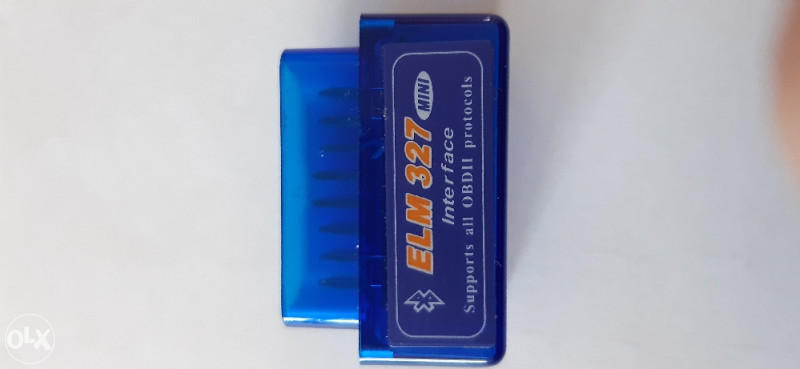 ELM 327 MINI
Interface
Supports all OBDII protocols
OLX